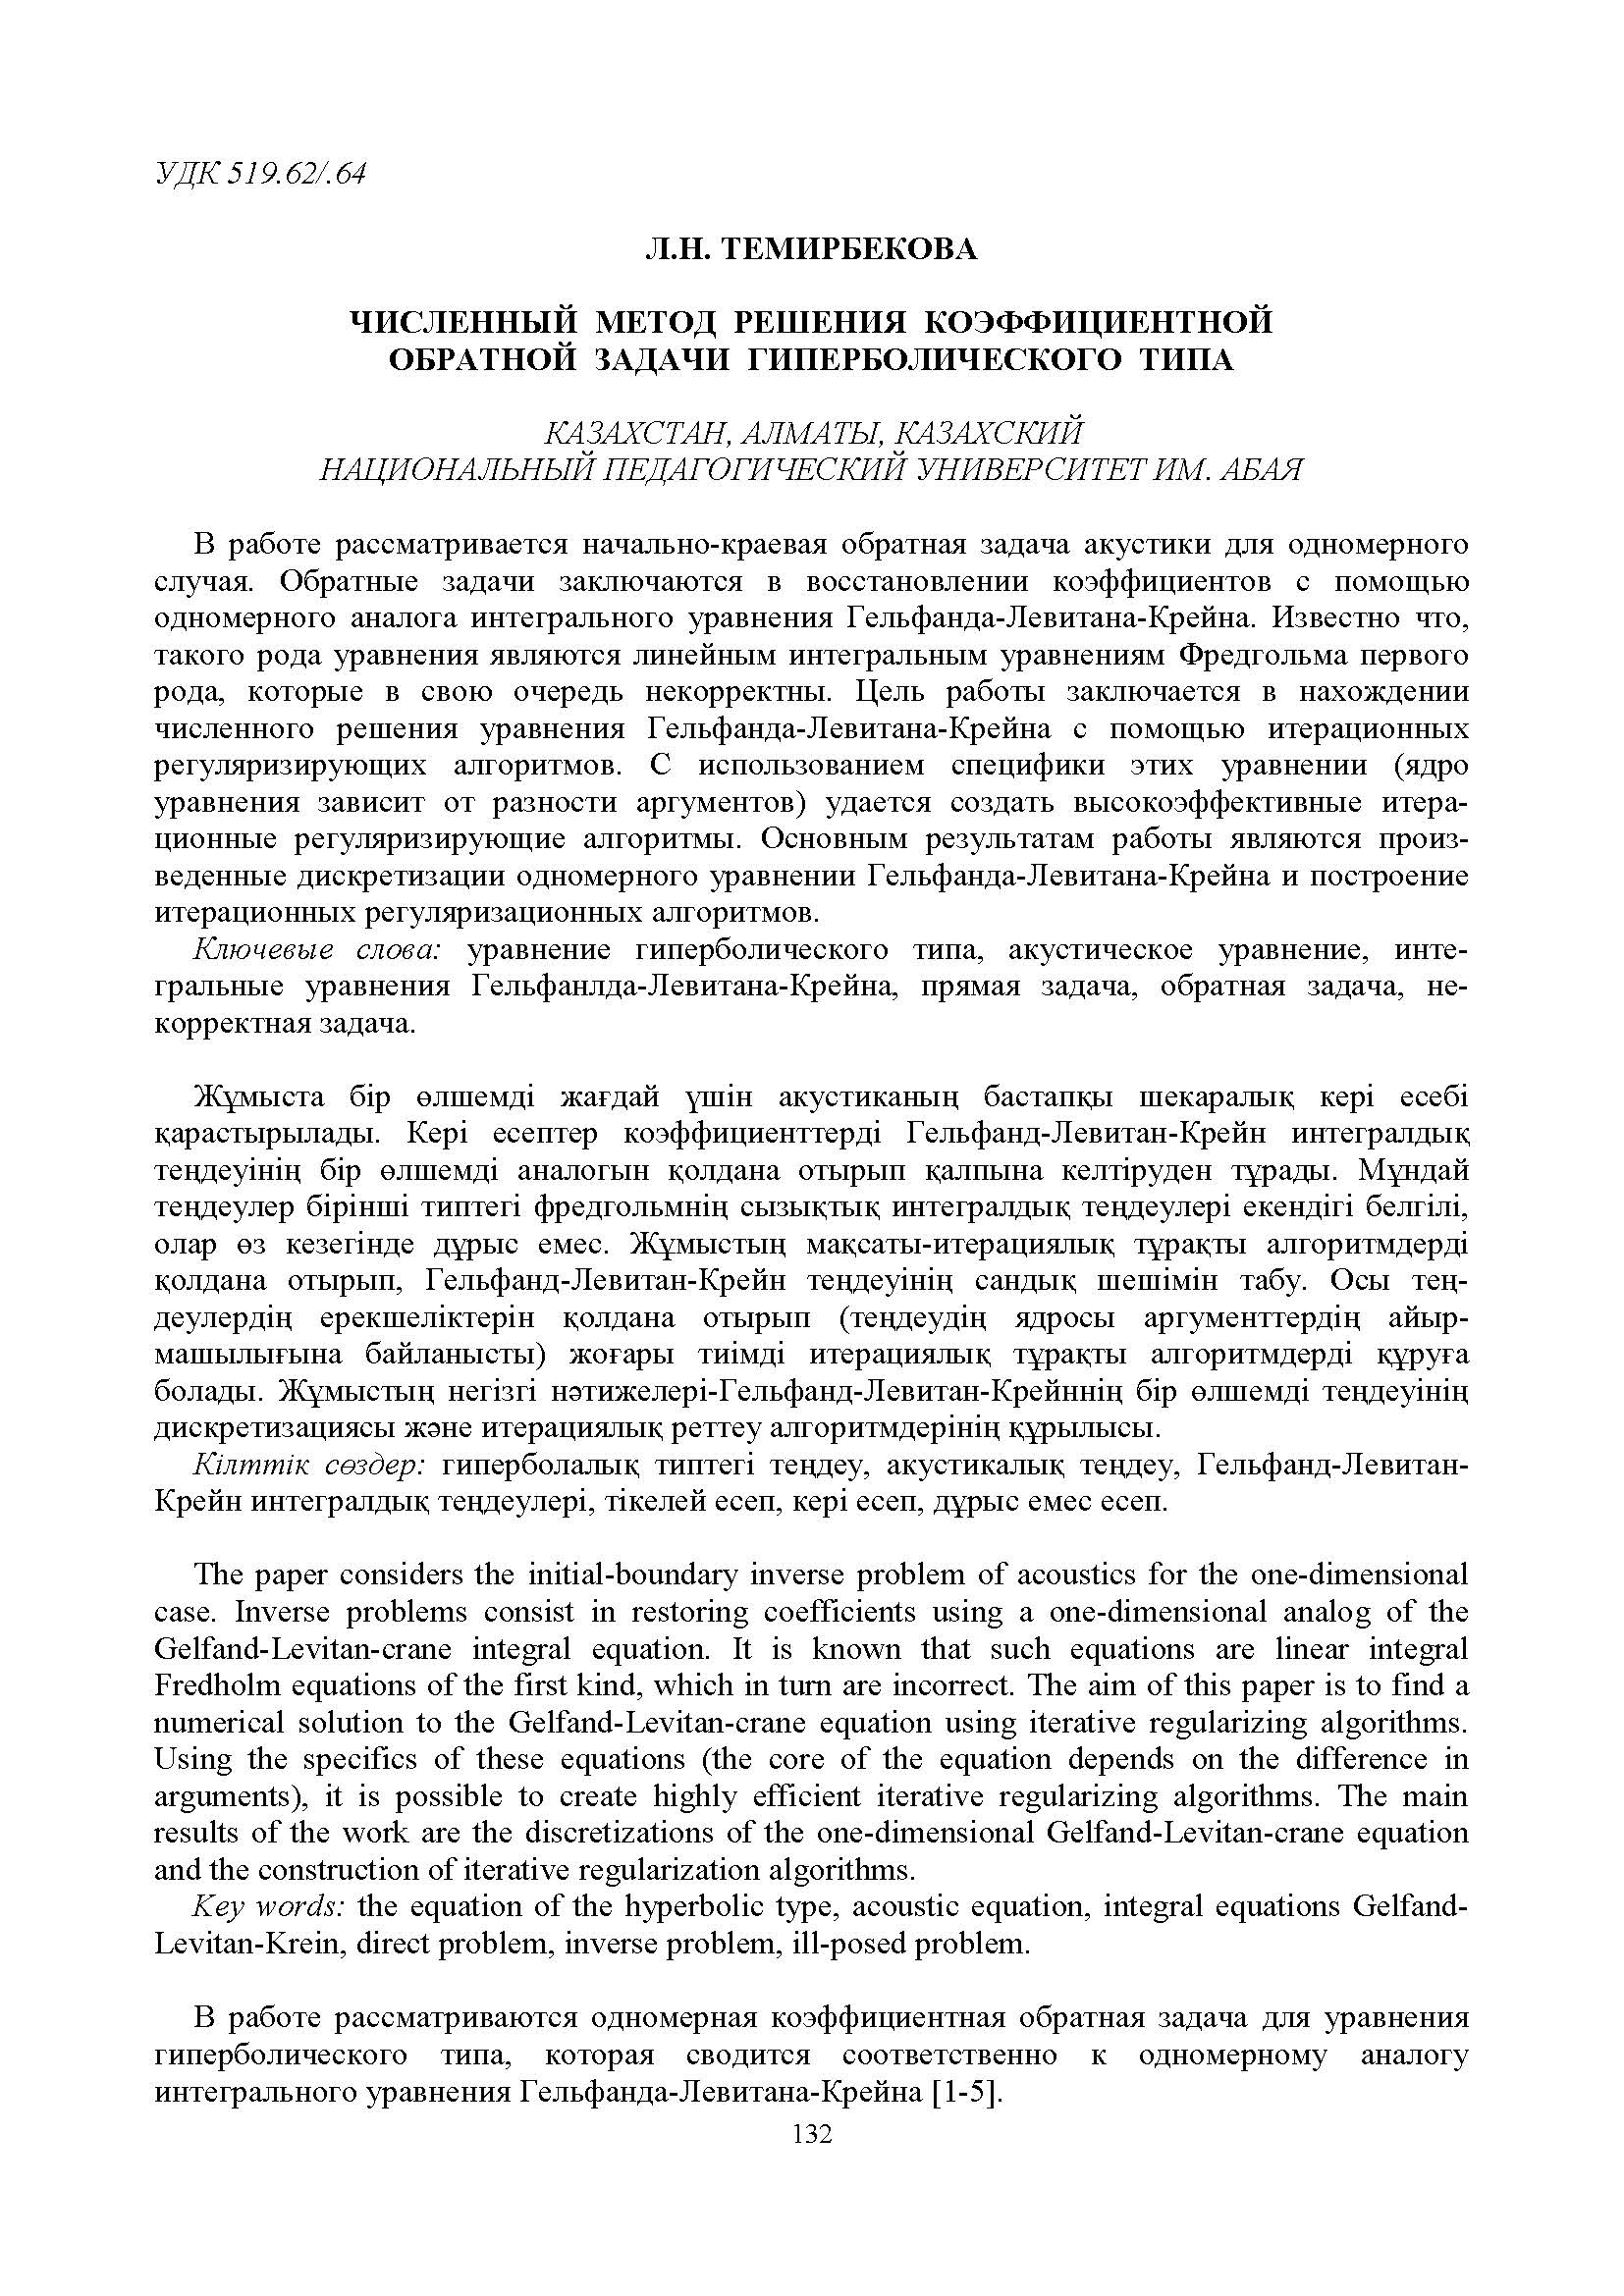 УДК 519.62/.64
Л.Н. ТЕМИРБЕКОВА
ЧИСЛЕННЫЙ МЕТОД РЕШЕНИЯ КОЭФФИЦИЕНТНОЙ
ОБРАТНОЙ ЗАДАЧИ ГИПЕРБОЛИЧЕСКОГО ТИПА
КАЗАХСТАН, АЛМАТЫ, КАЗАХСКИЙ
НАЦИОНАЛЬНЫЙ ПЕДАГОГИЧЕСКИЙ УНИВЕРСИТЕТ ИМ. АБАЯ
В работе рассматривается начально-краевая обратная задача акустики для одномерного
случая. Обратные задачи заключаются в восстановлении коэффициентов с помощью
одномерного аналога интегрального уравнения Гельфанда-Левитана-Крейна. Известно что,
такого рода уравнения являются линейным интегральным уравнениям Фредгольма первого
рода, которые в свою очередь некорректны. Цель работы заключается в нахождении
численного решения уравнения Гельфанда-Левитана-Крейна с помощью итерационных
регуляризирующих алгоритмов. С использованием специфики этих уравнении (ядро
уравнения зависит от разности аргументов) удается создать высокоэффективные итера-
ционные регуляризирующие алгоритмы. Основным результатам работы являются произ-
веденные дискретизации одномерного уравнении Гельфанда-Левитана-Крейна и построение
итерационных регуляризационных алгоритмов.
Ключевые слова: уравнение гиперболического типа, акустическое уравнение, инте-
гральные уравнения Гельфанлда-Левитана-Крейна, прямая задача, обратная задача, не-
корректная задача.
Жұмыста бір өлшемді жағдай үшін акустиканың бастапқы шекаралық кері есебі
қарастырылады. Кері есептер коэффициенттерді Гельфанд-Левитан-Крейн интегралдық
теңдеуінің бір өлшемді аналогын қолдана отырып қалпына келтіруден тұрады. Мұндай
теңдеулер бірінші типтегі фредгольмнің сызықтық интегралдық теңдеулері екендігі белгілі,
олар өз кезегінде дұрыс емес. Жұмыстың мақсаты-итерациялық тұрақты алгоритмдерді
қолдана отырып, Гельфанд-Левитан-Крейн теңдеуінің сандық шешімін табу. Осы тең-
деулердің ерекшеліктерін қолдана отырып (теңдеудің ядросы аргументтердің айыр-
машылығына байланысты) жоғары тиімді итерациялық тұрақты алгоритмдерді құруға
болады. Жұмыстың негізгі нәтижелері-Гельфанд-Левитан-Крейннің бір өлшемді теңдеуінің
дискретизациясы және итерациялық реттеу алгоритмдерінің құрылысы.
Кілттік сөздер: гиперболалық типтегі теңдеу, акустикалық теңдеу, Гельфанд-Левитан-
Крейн интегралдық теңдеулері, тікелей есеп, кері есеп, дұрыс емес есеп.
The paper considers the initial-boundary inverse problem of acoustics for the one-dimensional
case. Inverse problems consist in restoring coefficients using a one-dimensional analog of the
Gelfand-Levitan-crane integral equation. It is known that such equations are linear integral
Fredholm equations of the first kind, which in turn are incorrect. The aim of this paper is to find a
numerical solution to the Gelfand-Levitan-crane equation using iterative regularizing algorithms.
Using the specifics of these equations (the core of the equation depends on the difference in
arguments), it is possible to create highly efficient iterative regularizing algorithms. The main
results of the work are the discretizations of the one-dimensional Gelfand-Levitan-crane equation
and the construction of iterative regularization algorithms.
Key words: the equation of the hyperbolic type, acoustic equation, integral equations Gelfand-
Levitan-Krein, direct problem, inverse problem, ill-posed problem.
В работе рассматриваются одномерная коэффициентная обратная задача для уравнения
гиперболического типа, которая сводится соответственно к одномерному аналогу
интегрального уравнения Гельфанда-Левитана-Крейна [1-5].
132